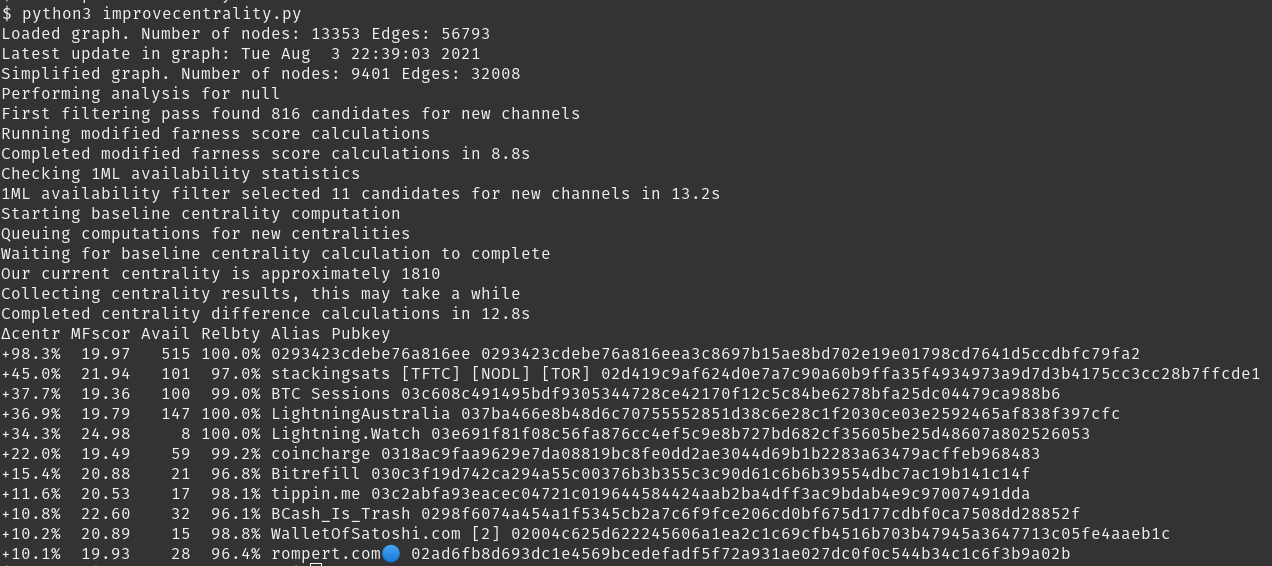 $ python3 improvecentrality.py
Loaded graph. Number of nodes: 13353 Edges: 56793
Latest update in graph: Tue Aug  3 22:39:03 2021
Simplified graph. Number of nodes: 9401 Edges: 32008
Performing analysis for null
First filtering pass found 816 candidates for new channels
Running modified farness score calculations
Completed modified farness score calculations in 8.8s
Checking 1ML availability statistics
1ML availability filter selected 11 candidates for new channels in 13.2s
Starting baseline centrality computation
Queuing computations for new centralities
Waiting for baseline centrality calculation to complete
Our current centrality is approximately 1810
Collecting centrality results, this may take a while
Completed centrality difference calculations in 12.8s
Δcentr MFscor Avail Relbty Alias Pubkey
+98.3%  19.97   515 100.0% 0293423cdebe76a816ee 0293423cdebe76a816eea3c8697b15ae8bd702e19e01798cd7641d5ccdbfc79fa2
+45.0%  21.94   101  97.0% stackingsats [TFTC] [NODL] [TOR] 02d419c9af624d0e7a7c90a60b9ffa35f4934973a9d7d3b4175cc3cc28b7ffcde1
+37.7%  19.36   100  99.0% BTC Sessions 03c608c491495bdf9305344728ce42170f12c5c84be6278bfa25dc04479ca988b6
+36.9%  19.79   147 100.0% LightningAustralia 037ba466e8b48d6c70755552851d38c6e28c1f2030ce03e2592465af838f397cfc
+34.3%  24.98     8 100.0% Lightning.Watch 03e691f81f08c56fa876cc4ef5c9e8b727bd682cf35605be25d48607a802526053
+22.0%  19.49    59  99.2% coincharge 0318ac9faa9629e7da08819bc8fe0dd2ae3044d69b1b2283a63479acffeb968483
+15.4%  20.88    21  96.8% Bitrefill 030c3f19d742ca294a55c00376b3b355c3c90d61c6b6b39554dbc7ac19b141c14f
+11.6%  20.53    17  98.1% tippin.me 03c2abfa93eacec04721c019644584424aab2ba4dff3ac9bdab4e9c97007491dda
+10.8%  22.60    32  96.1% BCash_Is_Trash 0298f6074a454a1f5345cb2a7c6f9fce206cd0bf675d177cdbf0ca7508dd28852f
+10.2%  20.89    15  98.8% WalletOfSatoshi.com [2] 02004c625d622245606a1ea2c1c69cfb4516b703b47945a3647713c05fe4aaeb1c
+10.1%  19.93    28  96.4% rompert.com🔵 02ad6fb8d693dc1e4569bcedefadf5f72a931ae027dc0f0c544b34c1c6f3b9a02b